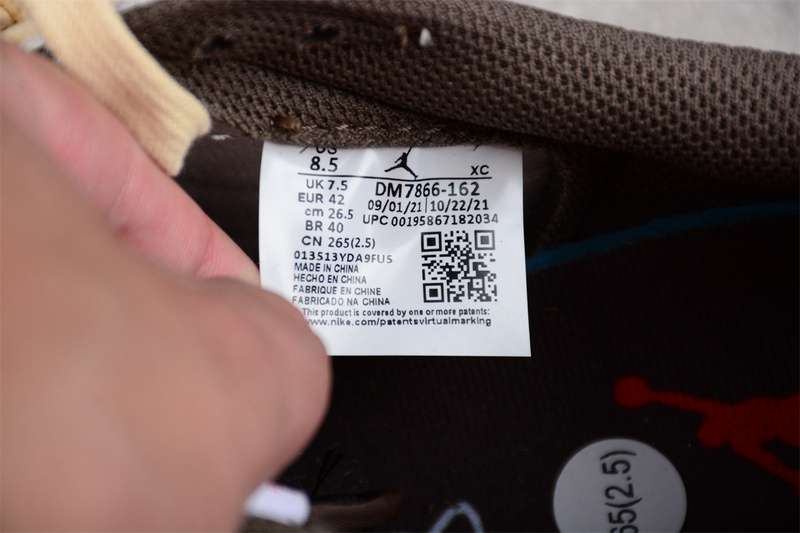 US
8.5
XC
UK 7.5
EUR 42
cm 26.5
BR 40
CN 265(2.5)
DM7866-162
09/01/21 10/22/21
UPC 00195867182034
013513YDA9FUS
MADE IN CHINA
HECHO EN CHINA
FABRIQUE EN CHINE
FABRICADO NA CHINA
This product is covered by one or more patents:
www.nike.com/patentsvirtualmarking
65(2.5)